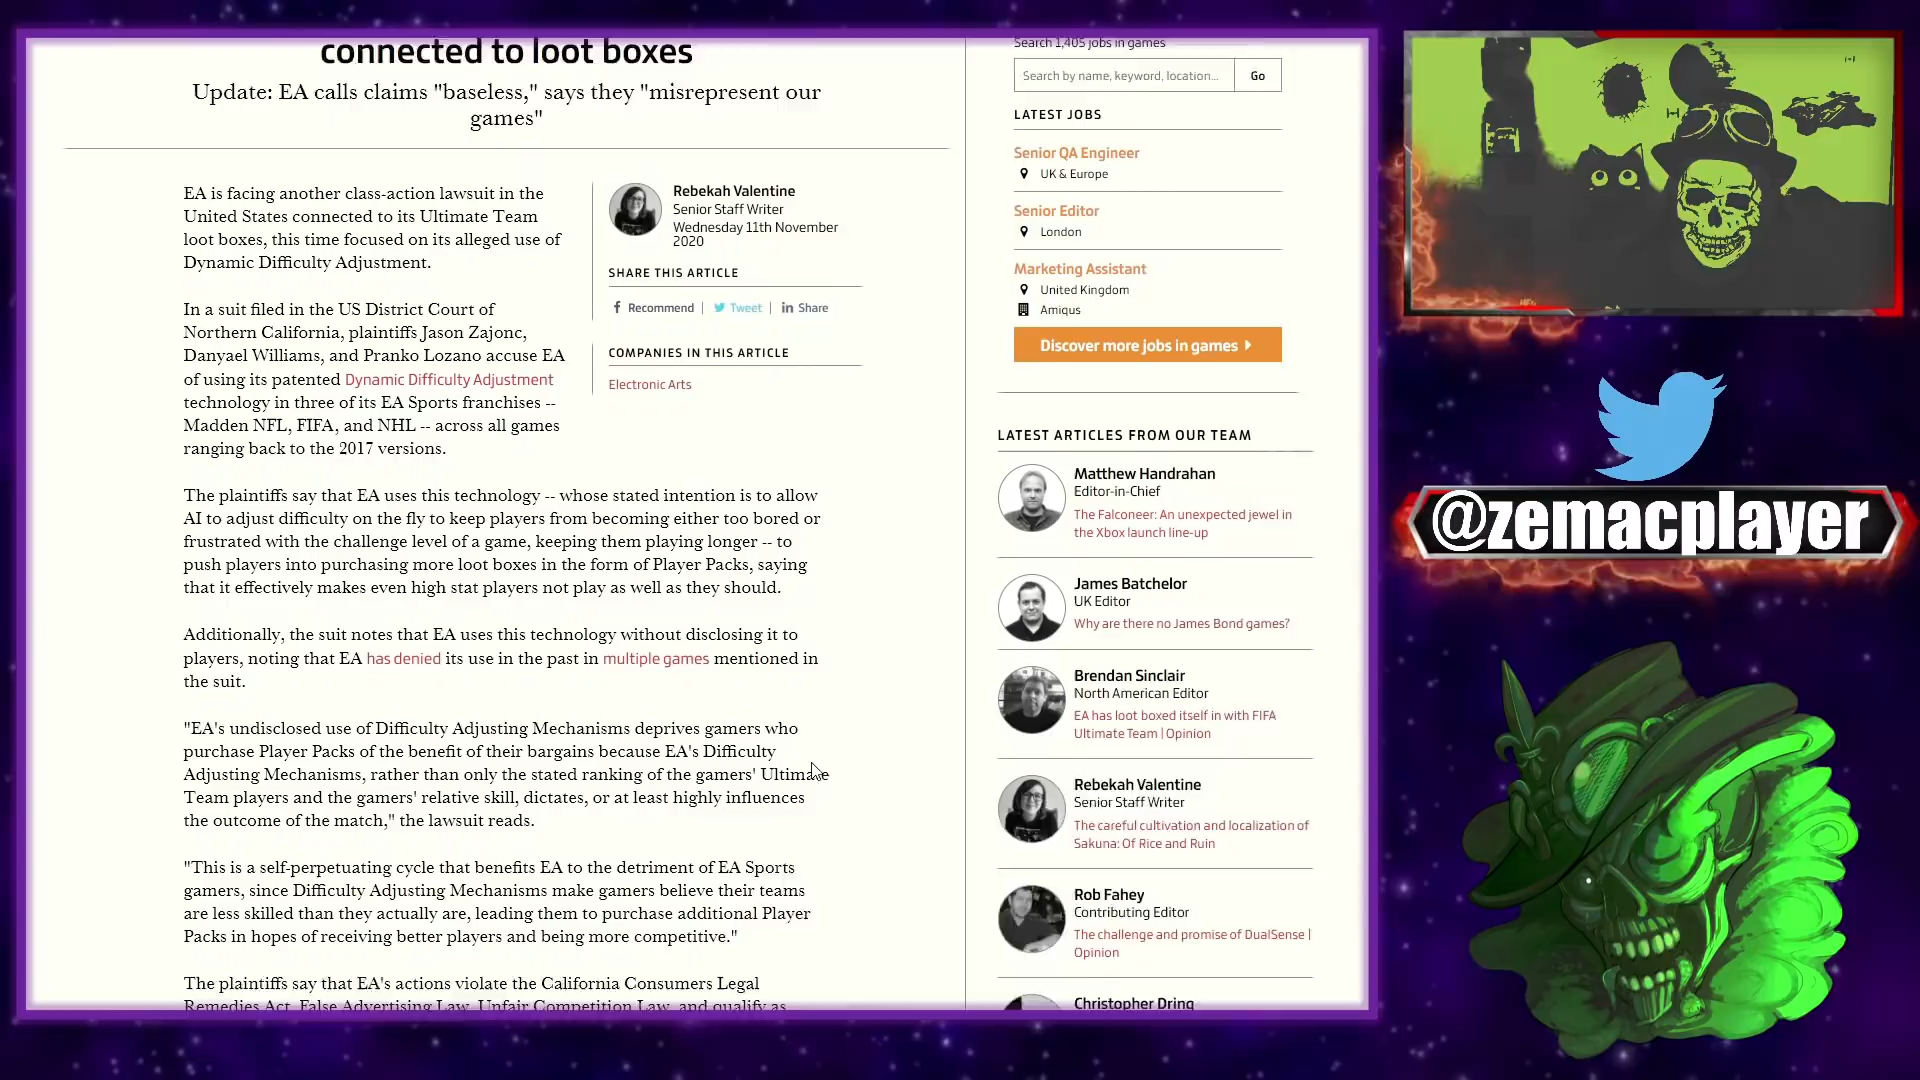 connected to loot boxes
Update: EA calls claims "baseless," says they "misrepresent our
games"
EA is facing another class-action lawsuit in the
United States connected to its Ultimate Team
loot boxes, this time focused on its alleged use of
Dynamic Difficulty Adjustment.
In a suit filed in the US District Court of
Northern California, plaintiffs Jason Zajonc,
Danyael Williams, and Pranko Lozano accuse EA
of using its patented Dynamic Difficulty Adjustment
technology in three of its EA Sports franchises --
Madden NFL, FIFA, and NHL -- across all games
ranging back to the 2017 versions.
Rebekah Valentine
Senior Staff Writer
Wednesday 11th November
2020
SHARE THIS ARTICLE
Recommend | Tweet | in Share
COMPANIES IN THIS ARTICLE
Electronic Arts
The plaintiffs say that EA uses this technology -- whose stated intention is to allow
AI to adjust difficulty on the fly to keep players from becoming either too bored or
frustrated with the challenge level of a game, keeping them playing longer -- to
push players into purchasing more loot boxes in the form of Player Packs, saying
that it effectively makes even high stat players not play as well as they should.
Additionally, the suit notes that EA uses this technology without disclosing it to
players, noting that EA has denied its use in the past in multiple games mentioned in
the suit.
"EA's undisclosed use of Difficulty Adjusting Mechanisms deprives gamers who
purchase Player Packs of the benefit of their bargains because EA's Difficulty
Adjusting Mechanisms, rather than only the stated ranking of the gamers' Ultimate
Team players and the gamers' relative skill, dictates, or at least highly influences
the outcome of the match," the lawsuit reads.
"This is a self-perpetuating cycle that benefits EA to the detriment of EA Sports
gamers, since Difficulty Adjusting Mechanisms make gamers believe their teams
are less skilled than they actually are, leading them to purchase additional Player
Packs in hopes of receiving better players and being more competitive."
The plaintiffs say that EA's actions violate the California Consumers Legal
Remedies Act, False Advertising Law, Unfair Competition Law, and qualify as
Search 1,405 jobs in games
Search by name, keyword, location...
Go
LATEST JOBS
Senior QA Engineer
UK & Europe
Senior Editor
London
Marketing Assistant
United Kingdom
Amiqus
Discover more jobs in games
LATEST ARTICLES FROM OUR TEAM
Matthew Handrahan
Editor-in-Chief
The Falconeer: An unexpected jewel in
the Xbox launch line-up
James Batchelor
UK Editor
Why are there no James Bond games?
Brendan Sinclair
North American Editor
EA has loot boxed itself in with FIFA
Ultimate Team | Opinion
Rebekah Valentine
Senior Staff Writer
The careful cultivation and localization of
Sakuna: Of Rice and Ruin
Rob Fahey
Contributing Editor
The challenge and promise of DualSense |
Opinion
Christopher Dring
@zemacplayer